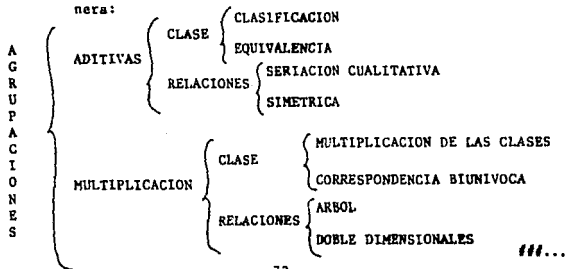 nera:
AGRUPACIONES
ADITIVAS
CLASE
CLASIFICACION
EQUIVALENCIA
RELACIONES
SERIACION CUALITATIVA
SIMETRICA
MULTIPLICACION
CLASE
MULTIPLICACION DE LAS CLASES
CORRESPONDENCIA BIUNIVOCA
RELACIONES
ARBOL
DOBLE DIMENSIONALES
###...